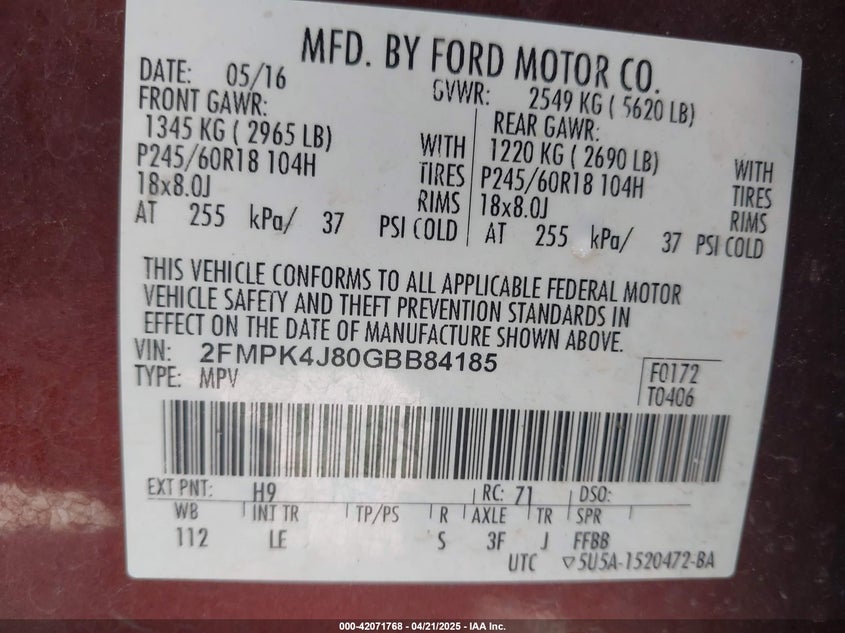 MFD. BY FORD MOTOR CO.
DATE: 05/16 GVWR: 2549 KG ( 5620 LB)
FRONT GAWR: REAR GAWR:
1345 KG ( 2965 LB) WITH 1220 KG ( 2690 LB) WITH
P245/60R18 104H TIRES P245/60R18 104H TIRES
18x8.0J RIMS 18x8.0J RIMS
AT 255 kPa/ 37 PSI COLD AT 255 kPa/ 37 PSI COLD
THIS VEHICLE CONFORMS TO ALL APPLICABLE FEDERAL MOTOR
VEHICLE SAFETY AND THEFT PREVENTION STANDARDS IN
EFFECT ON THE DATE OF MANUFACTURE SHOWN ABOVE.
VIN: 2FMPK4J80GBB84185
TYPE: MPV F0172
T0406
EXT PNT: H9 RC: 71 DSO:
WB INT TR TP/PS R AXLE TR SPR
112 LE S 3F J FFBB
UTC ▽5U5A-1520472-BA
000-42071768 - 04/21/2025 - IAA Inc.